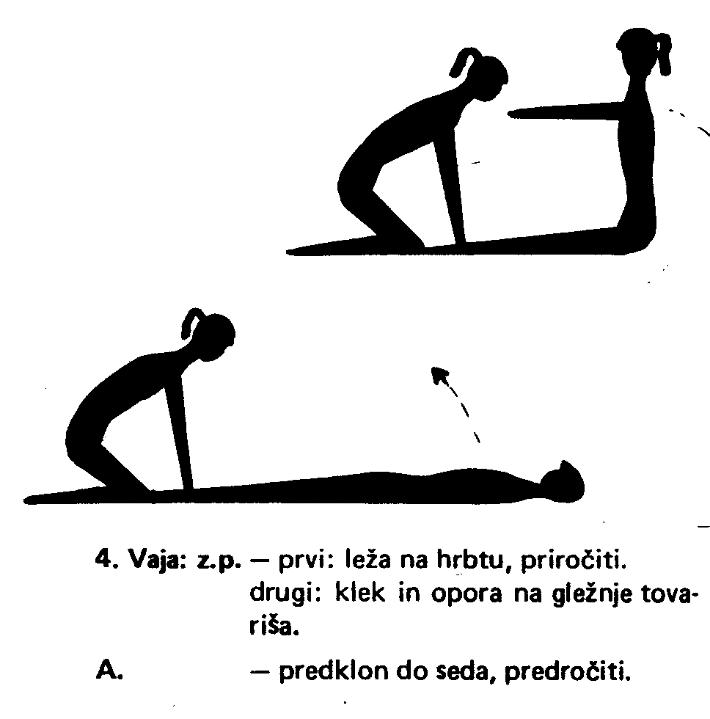 4. Vaja: z.p. — prvi: leža na hrbtu, priročiti.
drugi: klek in opora na gležnje tova-
riša.
A. — predklon do seda, predročiti.